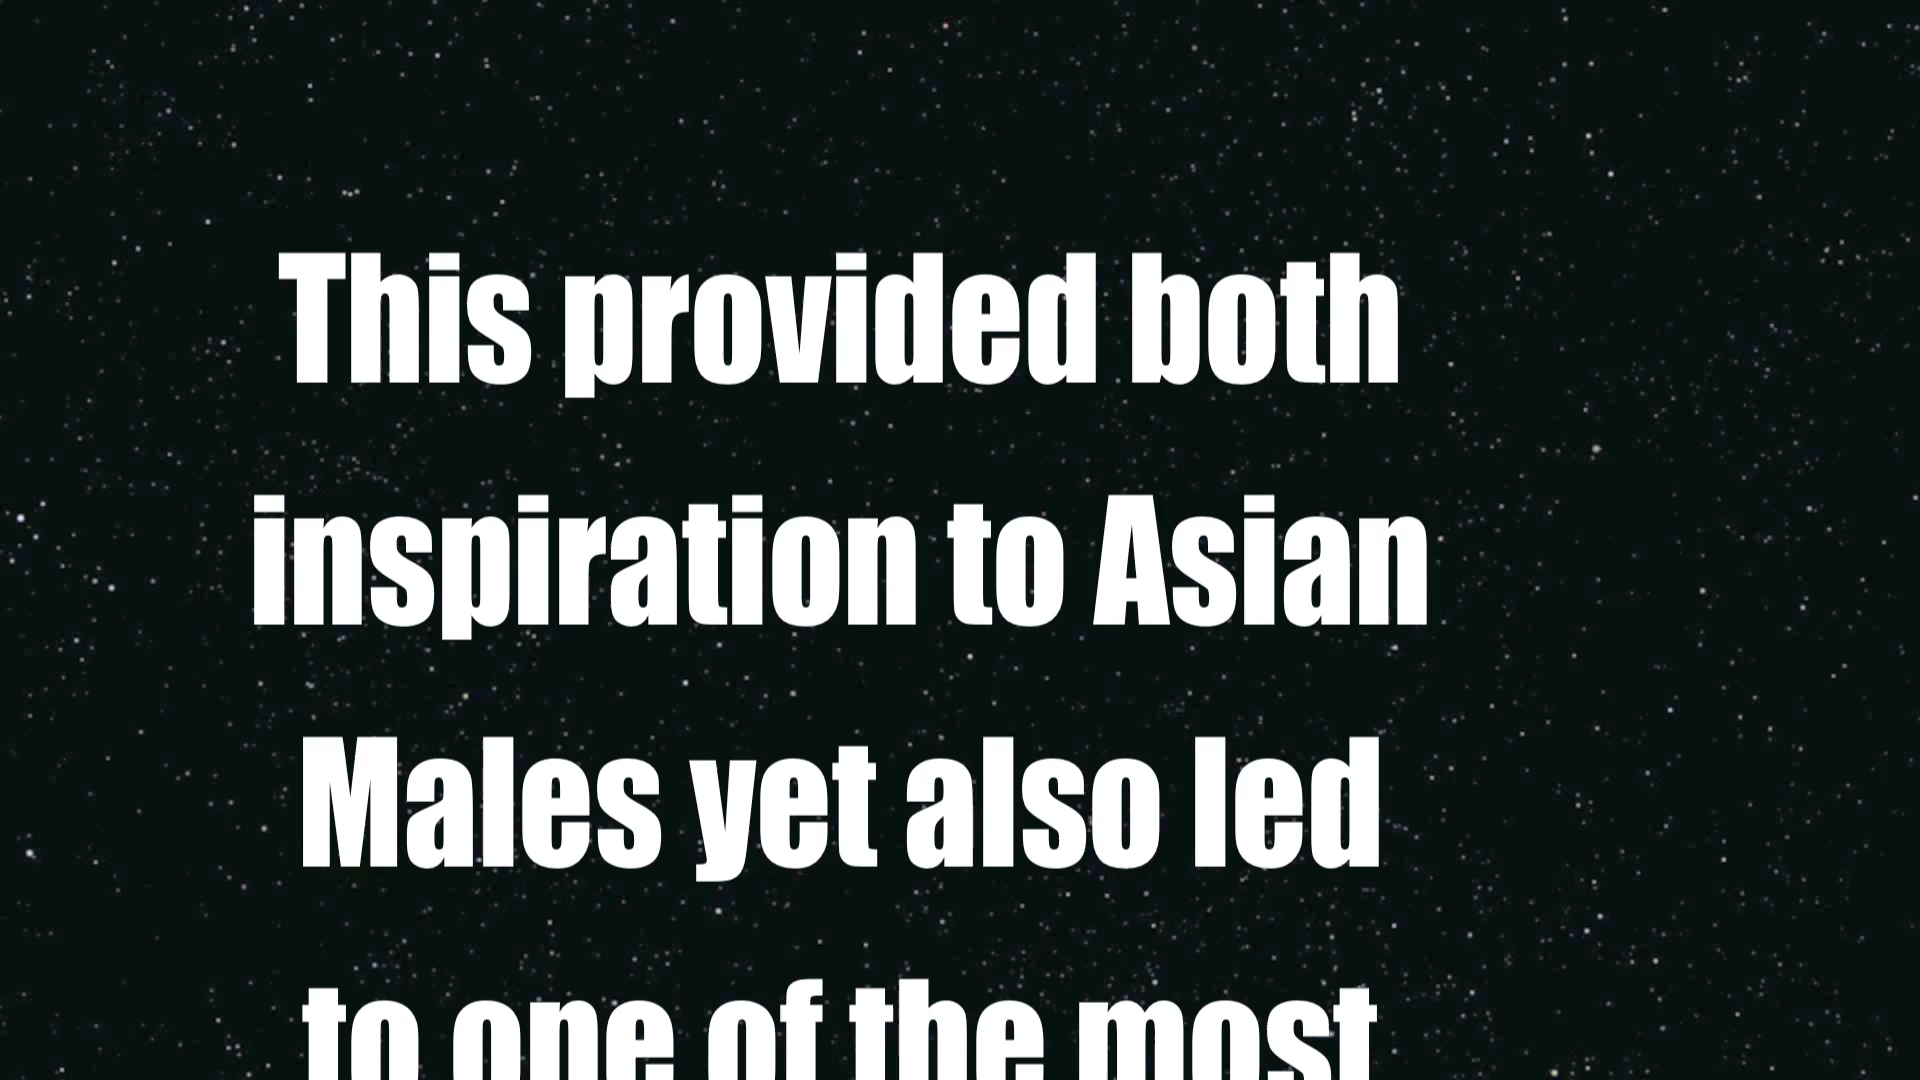 This provided both
inspiration to Asian
Males yet also led
to one of the most